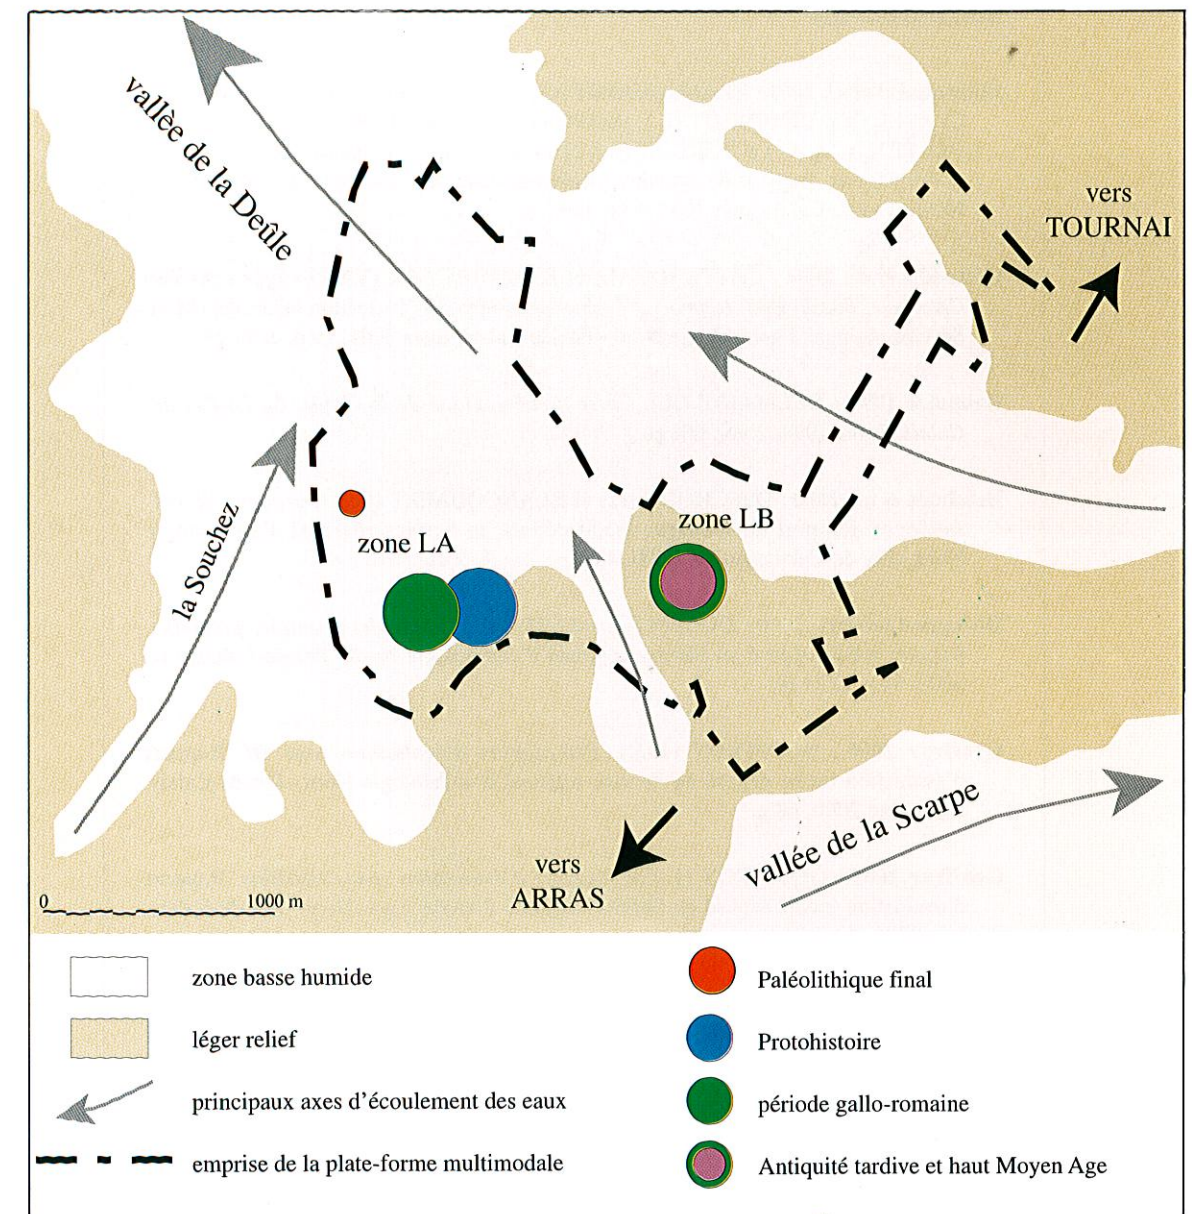 vallèe de la Deûle
vers
TOURNAI
la Souchez
zone LA
zone LB
vallée de la Scarpe
vers
ARRAS
0 1000 m
zone basse humide
léger relief
principaux axes d’écoulement des eaux
emprise de la plate-forme multimodale
Paléolithique final
Protohistoire
période gallo-romaine
Antiquité tardive et haut Moyen Age